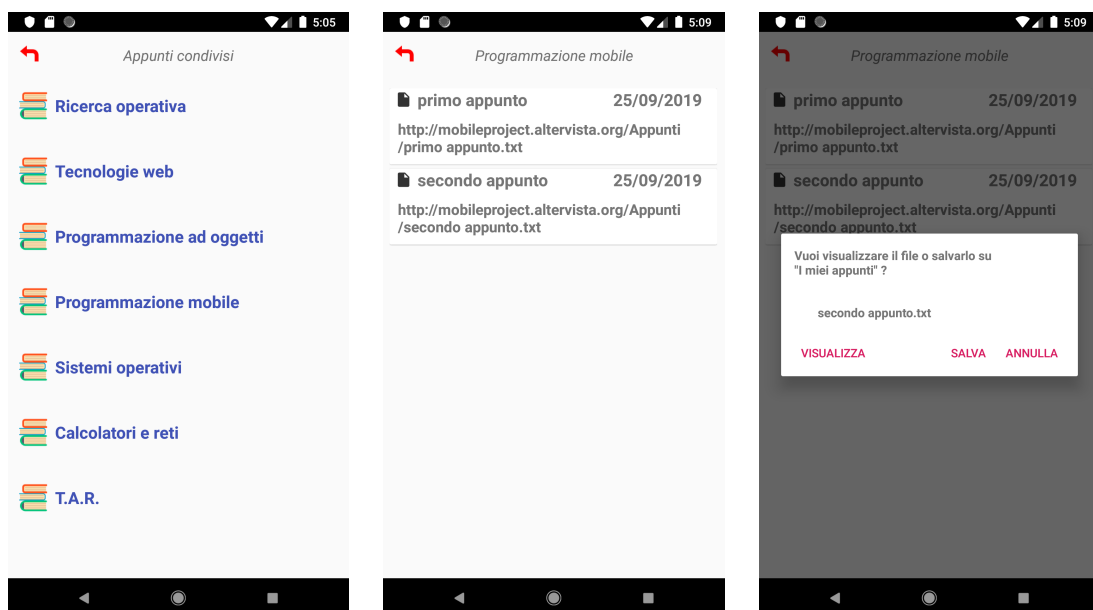 5:05
Appunti condivisi
Ricerca operativa
Tecnologie web
Programmazione ad oggetti
Programmazione mobile
Sistemi operativi
Calcolatori e reti
T.A.R.
5:09
Programmazione mobile
primo appunto 25/09/2019
http://mobileproject.altervista.org/Appunti
/primo appunto.txt
secondo appunto 25/09/2019
http://mobileproject.altervista.org/Appunti
/secondo appunto.txt
5:09
Programmazione mobile
primo appunto 25/09/2019
http://mobileproject.altervista.org/Appunti
/primo appunto.txt
secondo appunto 25/09/2019
http://mobileproject.altervista.org/Appunti
/secondo appunto.txt
Vuoi visualizzare il file o salvarlo su
"I miei appunti" ?
secondo appunto.txt
VISUALIZZA SALVA ANNULLA